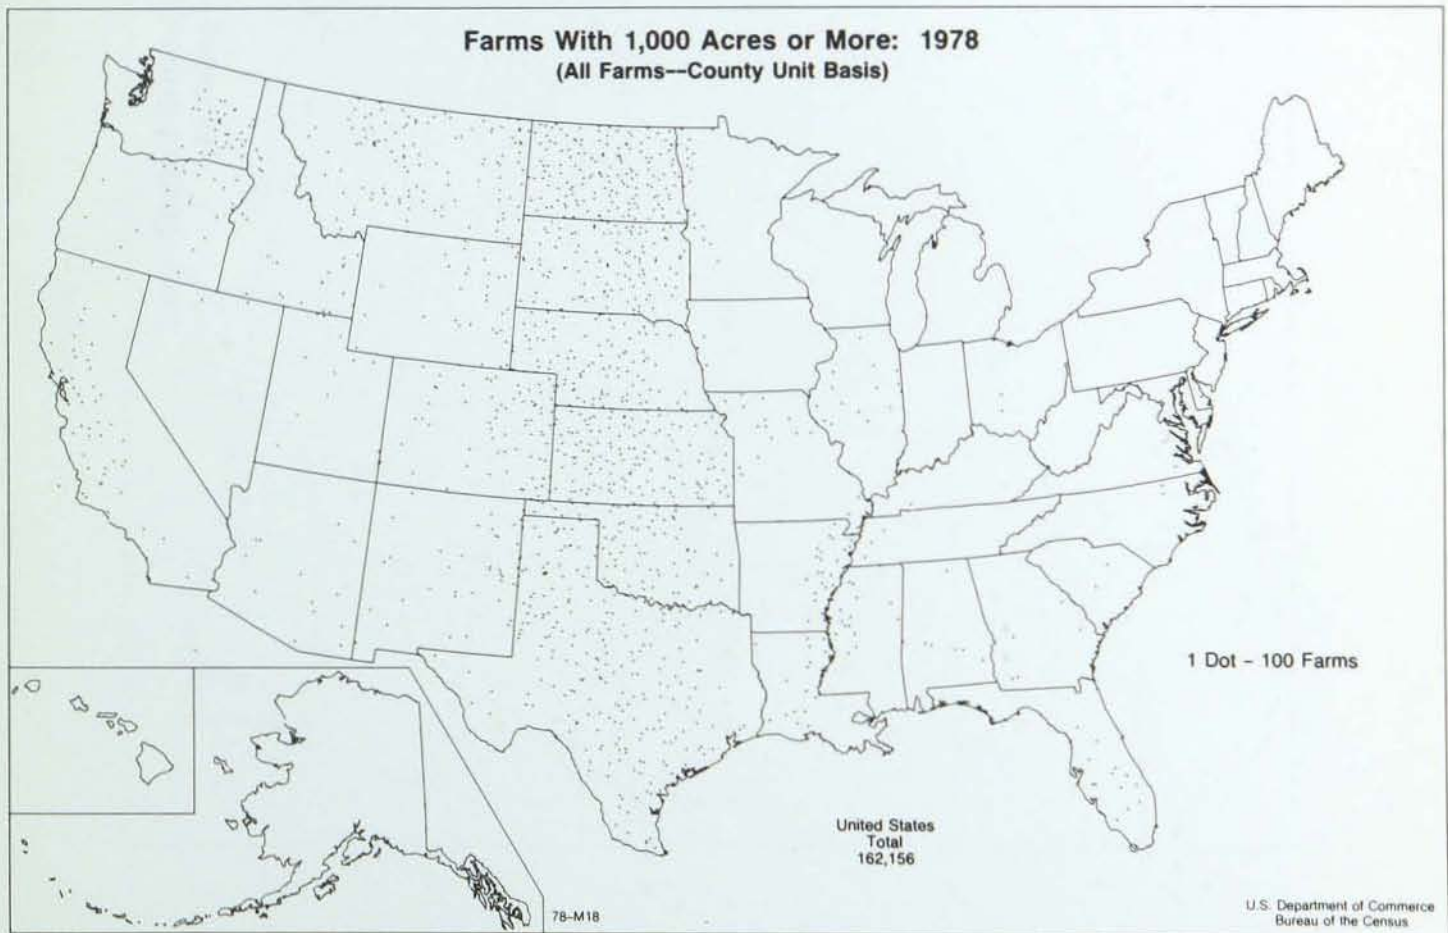 Farms With 1,000 Acres or More: 1978
(All Farms--County Unit Basis)
1 Dot - 100 Farms
United States
Total
162,156
78-M18
U.S. Department of Commerce
Bureau of the Census